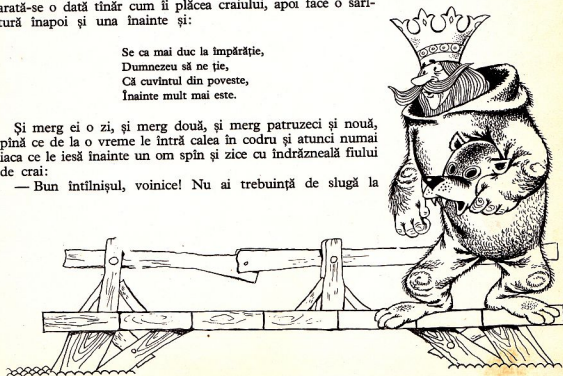 arată-se o dată tînăr cum îi plăcea craiului, apoi face o sări-
tură înapoi și una înainte și:
Se ca mai duc la împărăție,
Dumnezeu să ne ție,
Că cuvîntul din poveste,
Înainte mult mai este.
Și merg ei o zi, și merg două, și merg patruzeci și nouă,
pînă ce de la o vreme le întră calea în codru și atunci numai
iaca ce le iesă înainte un om spîn și zice cu îndrăzneală fiului
de crai:
— Bun întîlnișul, voinice! Nu ai trebuință de slugă la